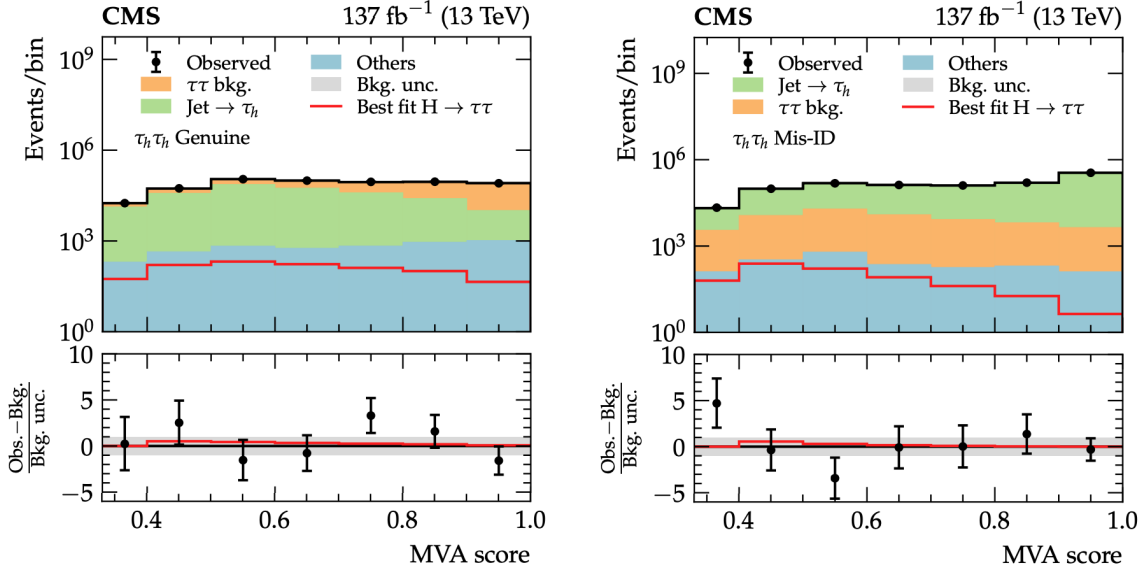 CMS 137 fb⁻¹ (13 TeV)
Events/bin
10⁹
10⁶
10³
10⁰
Observed
ττ bkg.
Jet → τₕ
Others
Bkg. unc.
Best fit H → ττ
τₕτₕ Genuine
Obs.−Bkg.
Bkg. unc.
10
5
0
−5
0.4 0.6 0.8 1.0
MVA score
CMS 137 fb⁻¹ (13 TeV)
Events/bin
10⁹
10⁶
10³
10⁰
Observed
Jet → τₕ
ττ bkg.
Others
Bkg. unc.
Best fit H → ττ
τₕτₕ Mis-ID
Obs.−Bkg.
Bkg. unc.
10
5
0
−5
0.4 0.6 0.8 1.0
MVA score